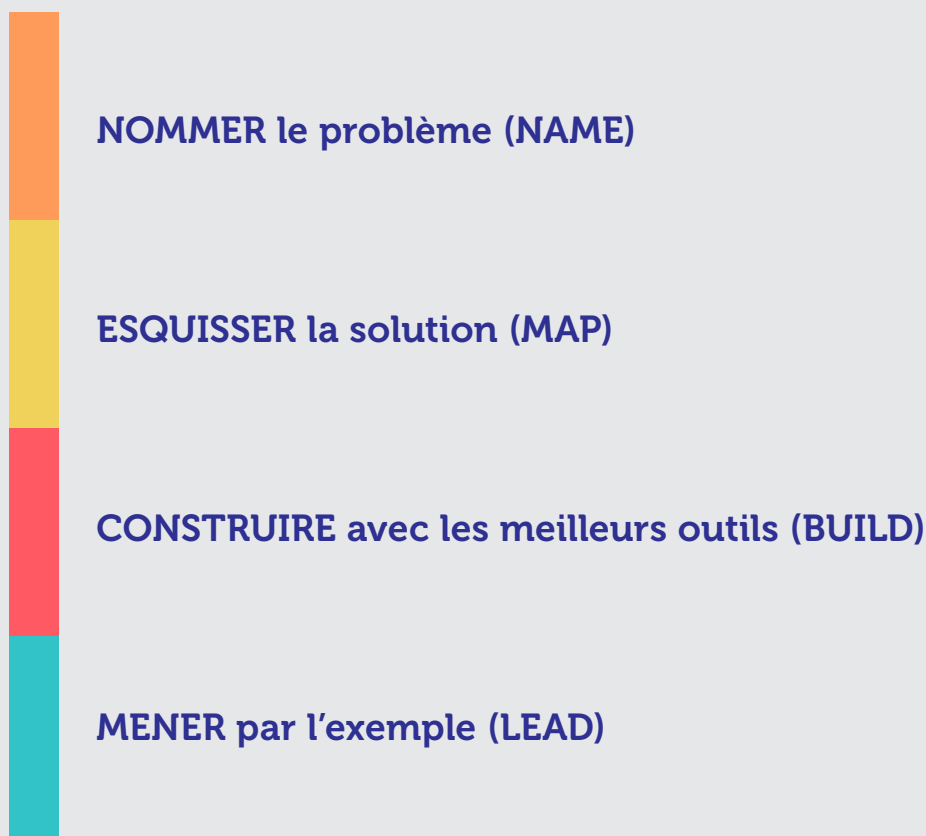 NOMMER le problème (NAME)
ESQUISSER la solution (MAP)
CONSTRUIRE avec les meilleurs outils (BUILD)
MENER par l’exemple (LEAD)